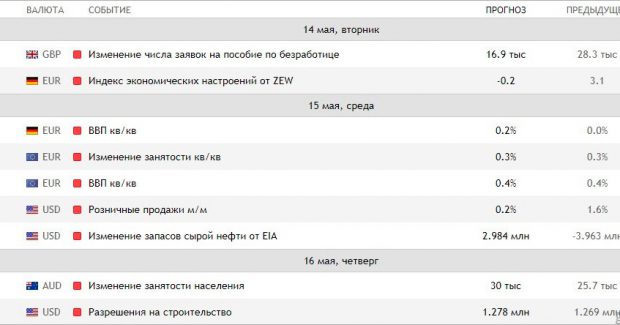 ВАЛЮТА СОБЫТИЕ ПРОГНОЗ ПРЕДЫДУЩЕ
14 мая, вторник
GBP Изменение числа заявок на пособие по безработице 16.9 тыс 28.3 тыс
EUR Индекс экономических настроений от ZEW -0.2 3.1
15 мая, среда
EUR ВВП кв/кв 0.2% 0.0%
EUR Изменение занятости кв/кв 0.3% 0.3%
EUR ВВП кв/кв 0.4% 0.4%
USD Розничные продажи м/м 0.2% 1.6%
USD Изменение запасов сырой нефти от EIA 2.984 млн -3.963 млн
16 мая, четверг
AUD Изменение занятости населения 30 тыс 25.7 тыс
USD Разрешения на строительство 1.278 млн 1.269 млн